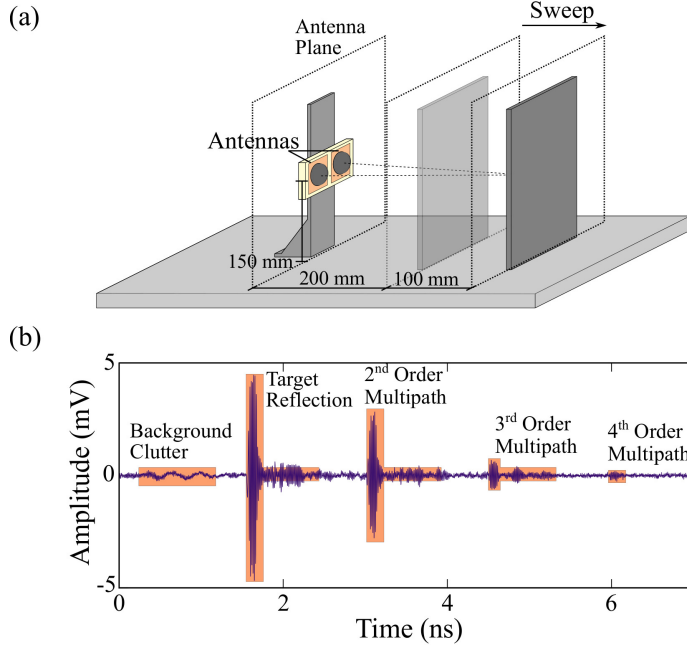 (a)
Sweep
Antenna
Plane
Antennas
150 mm
200 mm
100 mm
(b)
5
0
-5
Amplitude (mV)
Background
Clutter
Target
Reflection
2nd Order
Multipath
3rd Order
Multipath
4th Order
Multipath
0
2
4
6
Time (ns)